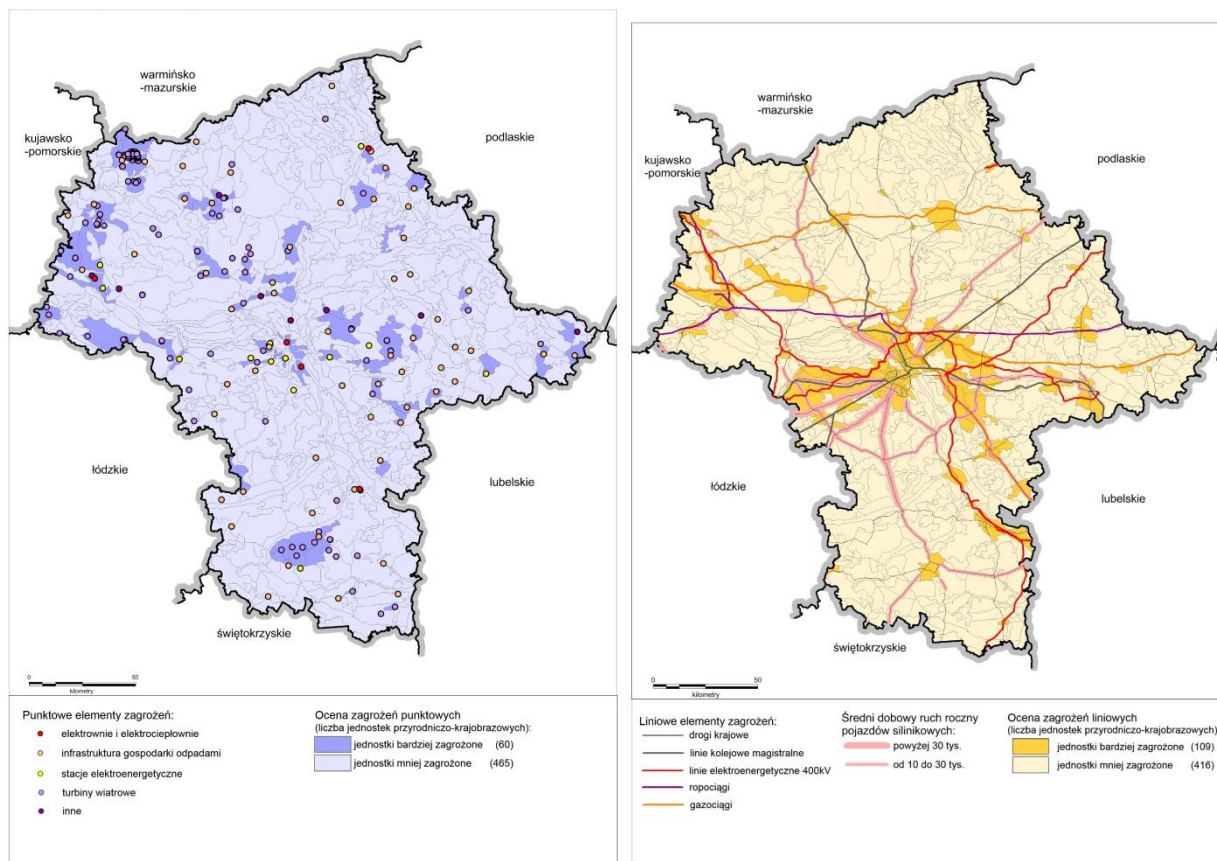 warmińsko
-mazurskie
kujawsko
-pomorskie
podlaskie
łódzkie
lubelskie
świętokrzyskie
0
50
kilometry
Punktowe elementy zagrożeń:
elektrownie i elektrociepłownie
infrastruktura gospodarki odpadami
stacje elektroenergetyczne
turbiny wiatrowe
inne
Ocena zagrożeń punktowych
(liczba jednostek przyrodniczo-krajobrazowych):
jednostki bardziej zagrożone (60)
jednostki mniej zagrożone (465)
warmińsko
-mazurskie
kujawsko
-pomorskie
podlaskie
łódzkie
lubelskie
świętokrzyskie
0
50
kilometry
Liniowe elementy zagrożeń:
drogi krajowe
linie kolejowe magistralne
linie elektroenergetyczne 400kV
ropociągi
gazociągi
Średni dobowy ruch roczny
pojazdów silinikowych:
powyżej 30 tys.
od 10 do 30 tys.
Ocena zagrożeń liniowych
(liczba jednostek przyrodniczo-krajobrazowych):
jednostki bardziej zagrożone (109)
jednostki mniej zagrożone (416)